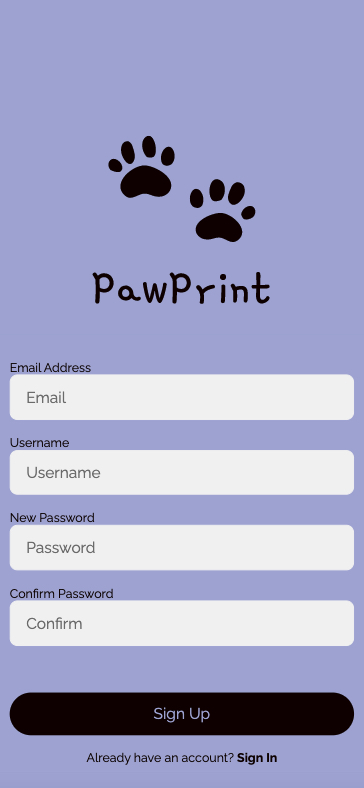 PawPrint
Email Address
Email
Username
Username
New Password
Password
Confirm Password
Confirm
Sign Up
Already have an account? Sign In